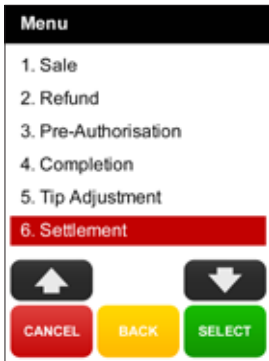 Menu
1. Sale
2. Refund
3. Pre-Authorisation
4. Completion
5. Tip Adjustment
6. Settlement
CANCEL BACK SELECT